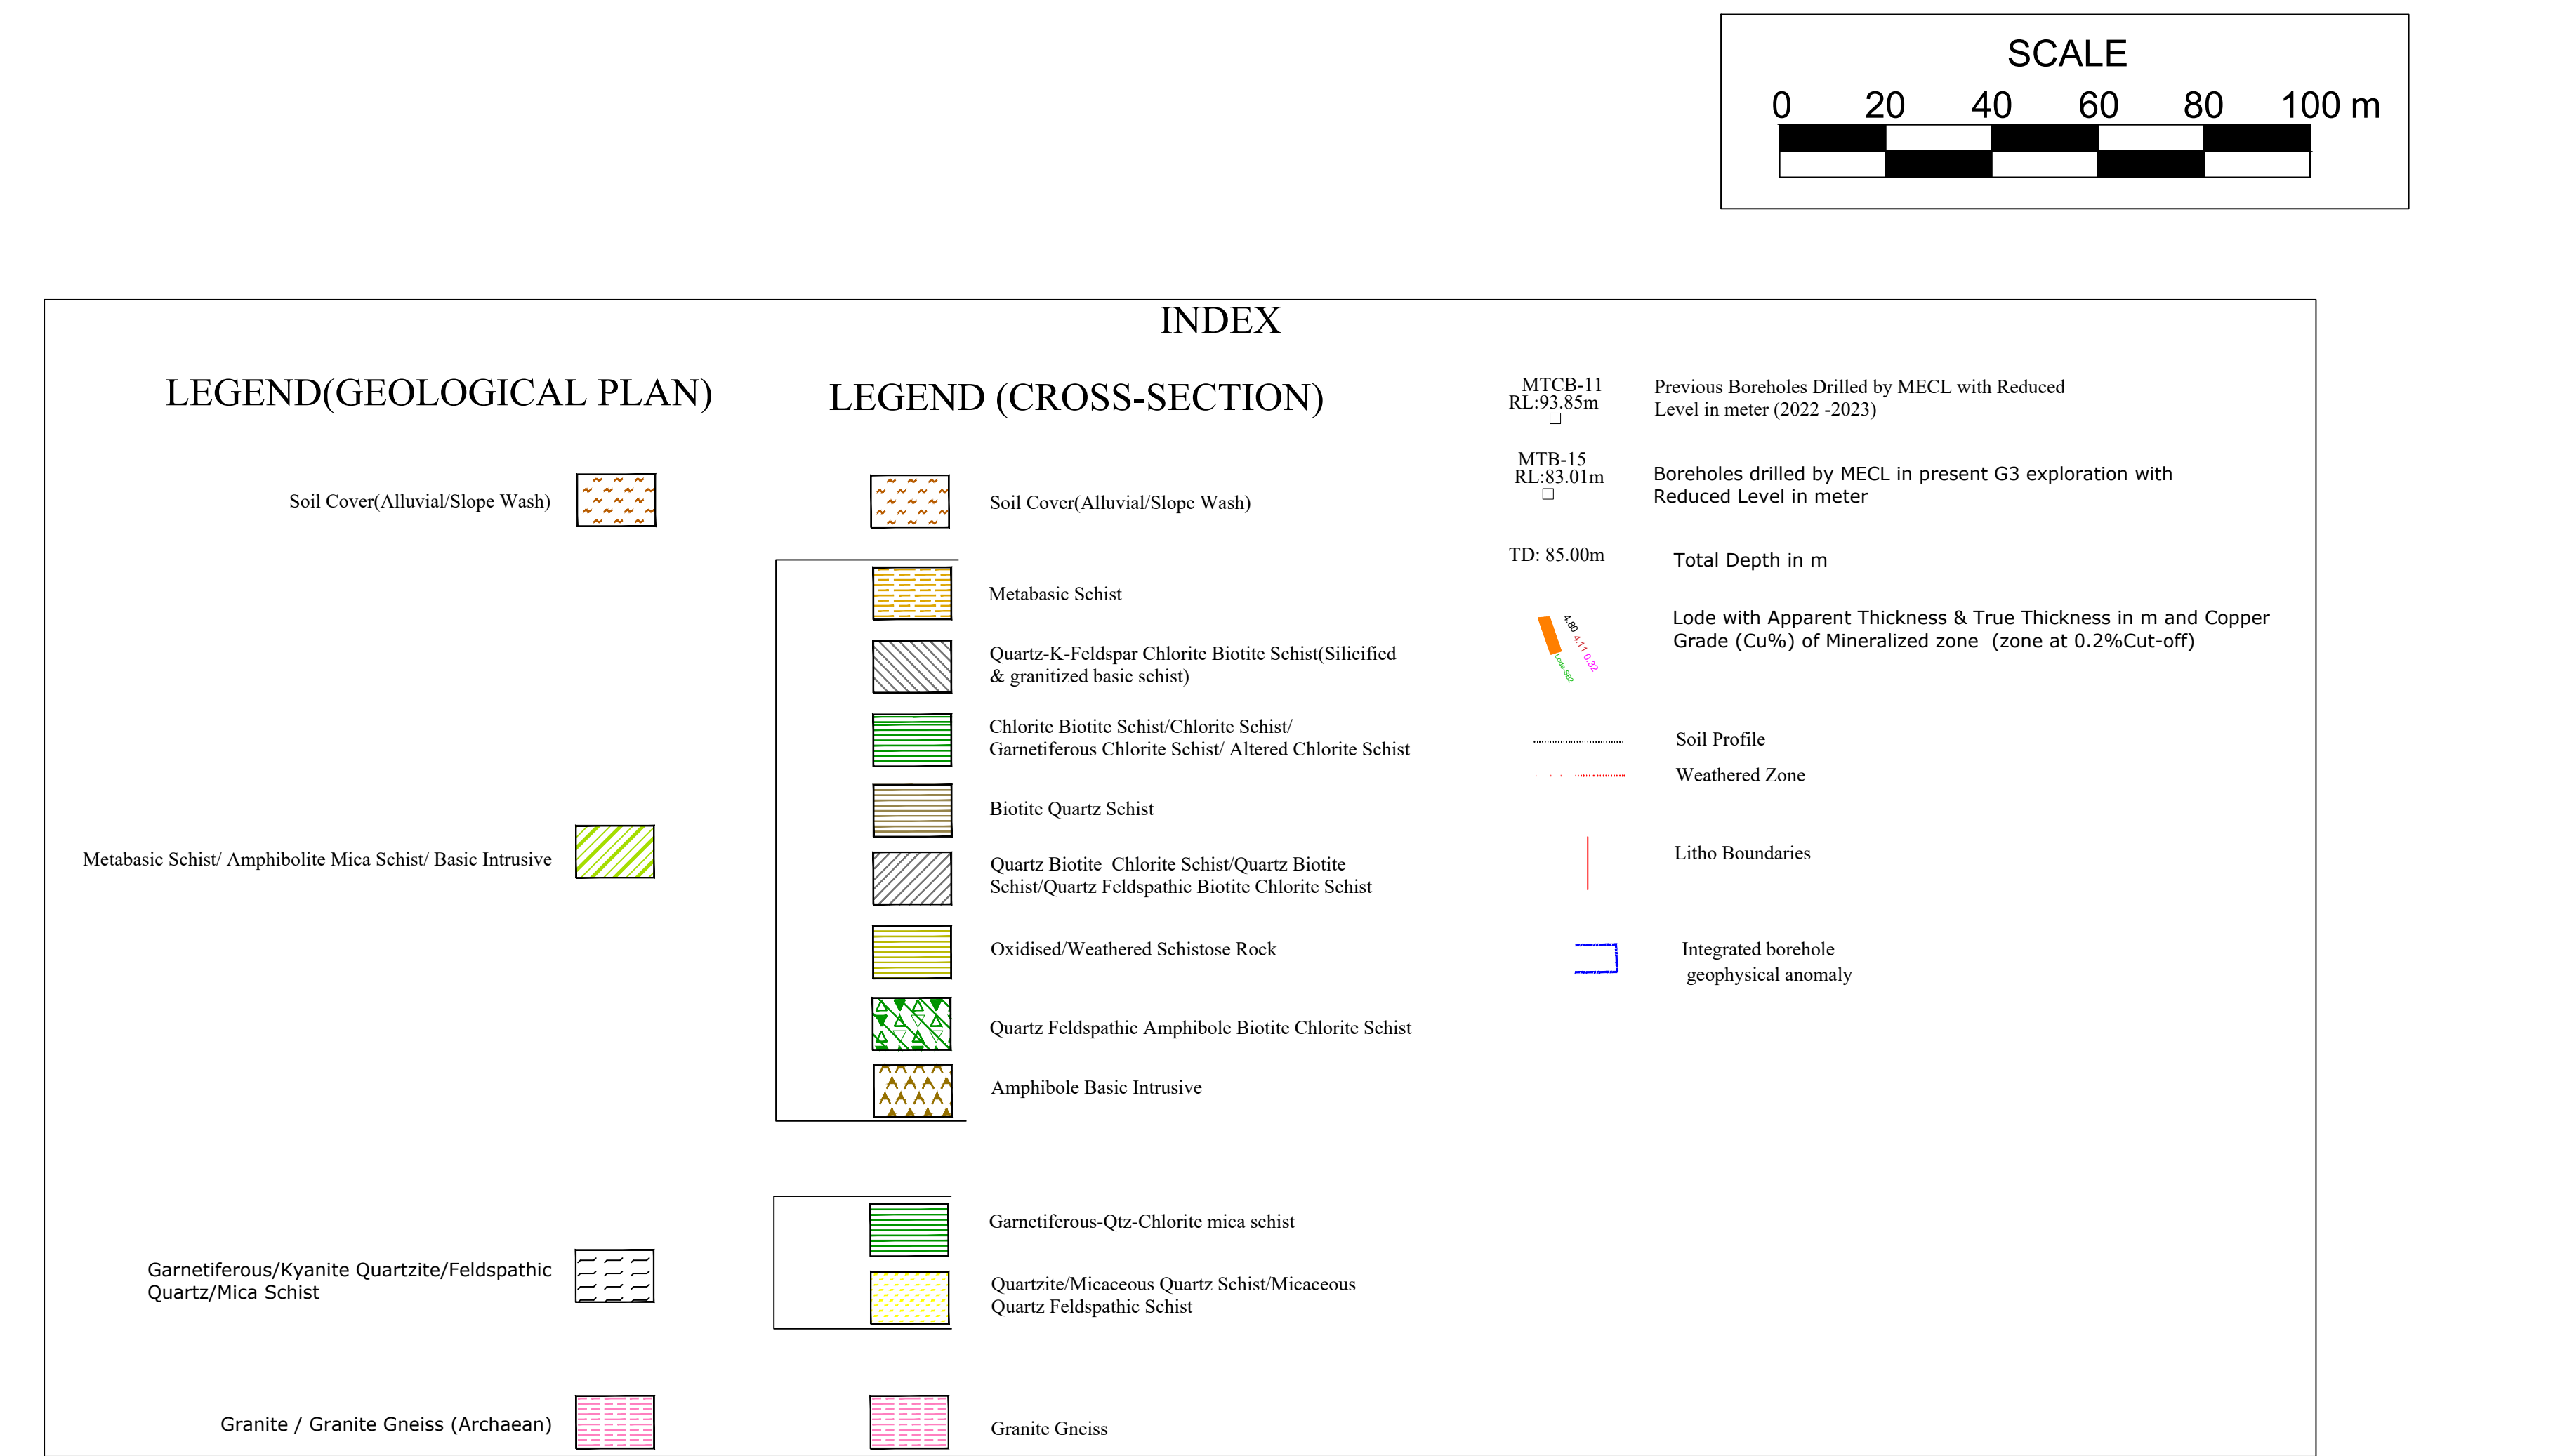 SCALE
0 20 40 60 80 100 m
INDEX
LEGEND(GEOLOGICAL PLAN)
Soil Cover(Alluvial/Slope Wash)
Metabasic Schist/ Amphibolite Mica Schist/ Basic Intrusive
Garnetiferous/Kyanite Quartzite/Feldspathic
Quartz/Mica Schist
Granite / Granite Gneiss (Archaean)
LEGEND (CROSS-SECTION)
Soil Cover(Alluvial/Slope Wash)
Metabasic Schist
Quartz-K-Feldspar Chlorite Biotite Schist(Silicified
& granitized basic schist)
Chlorite Biotite Schist/Chlorite Schist/
Garnetiferous Chlorite Schist/ Altered Chlorite Schist
Biotite Quartz Schist
Quartz Biotite  Chlorite Schist/Quartz Biotite
Schist/Quartz Feldspathic Biotite Chlorite Schist
Oxidised/Weathered Schistose Rock
Quartz Feldspathic Amphibole Biotite Chlorite Schist
Amphibole Basic Intrusive
Garnetiferous-Qtz-Chlorite mica schist
Quartzite/Micaceous Quartz Schist/Micaceous
Quartz Feldspathic Schist
Granite Gneiss
MTCB-11
RL:93.85m
Previous Boreholes Drilled by MECL with Reduced
Level in meter (2022 -2023)
MTB-15
RL:83.01m
Boreholes drilled by MECL in present G3 exploration with
Reduced Level in meter
TD: 85.00m
Total Depth in m
4.80 4.11 0.32
Lode-SB2
Lode with Apparent Thickness & True Thickness in m and Copper
Grade (Cu%) of Mineralized zone  (zone at 0.2%Cut-off)
Soil Profile
Weathered Zone
Litho Boundaries
Integrated borehole
geophysical anomaly